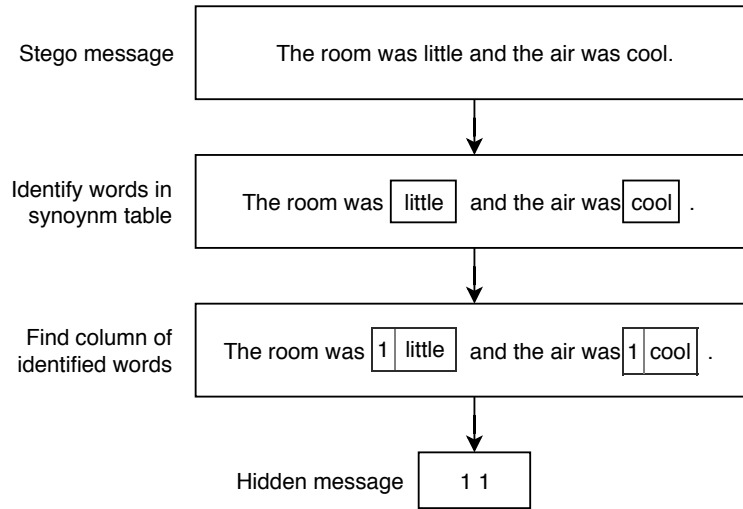 Stego message
The room was little and the air was cool.
Identify words in
synoynm table
The room was little and the air was cool .
Find column of
identified words
The room was 1 little and the air was 1 cool .
Hidden message
1 1